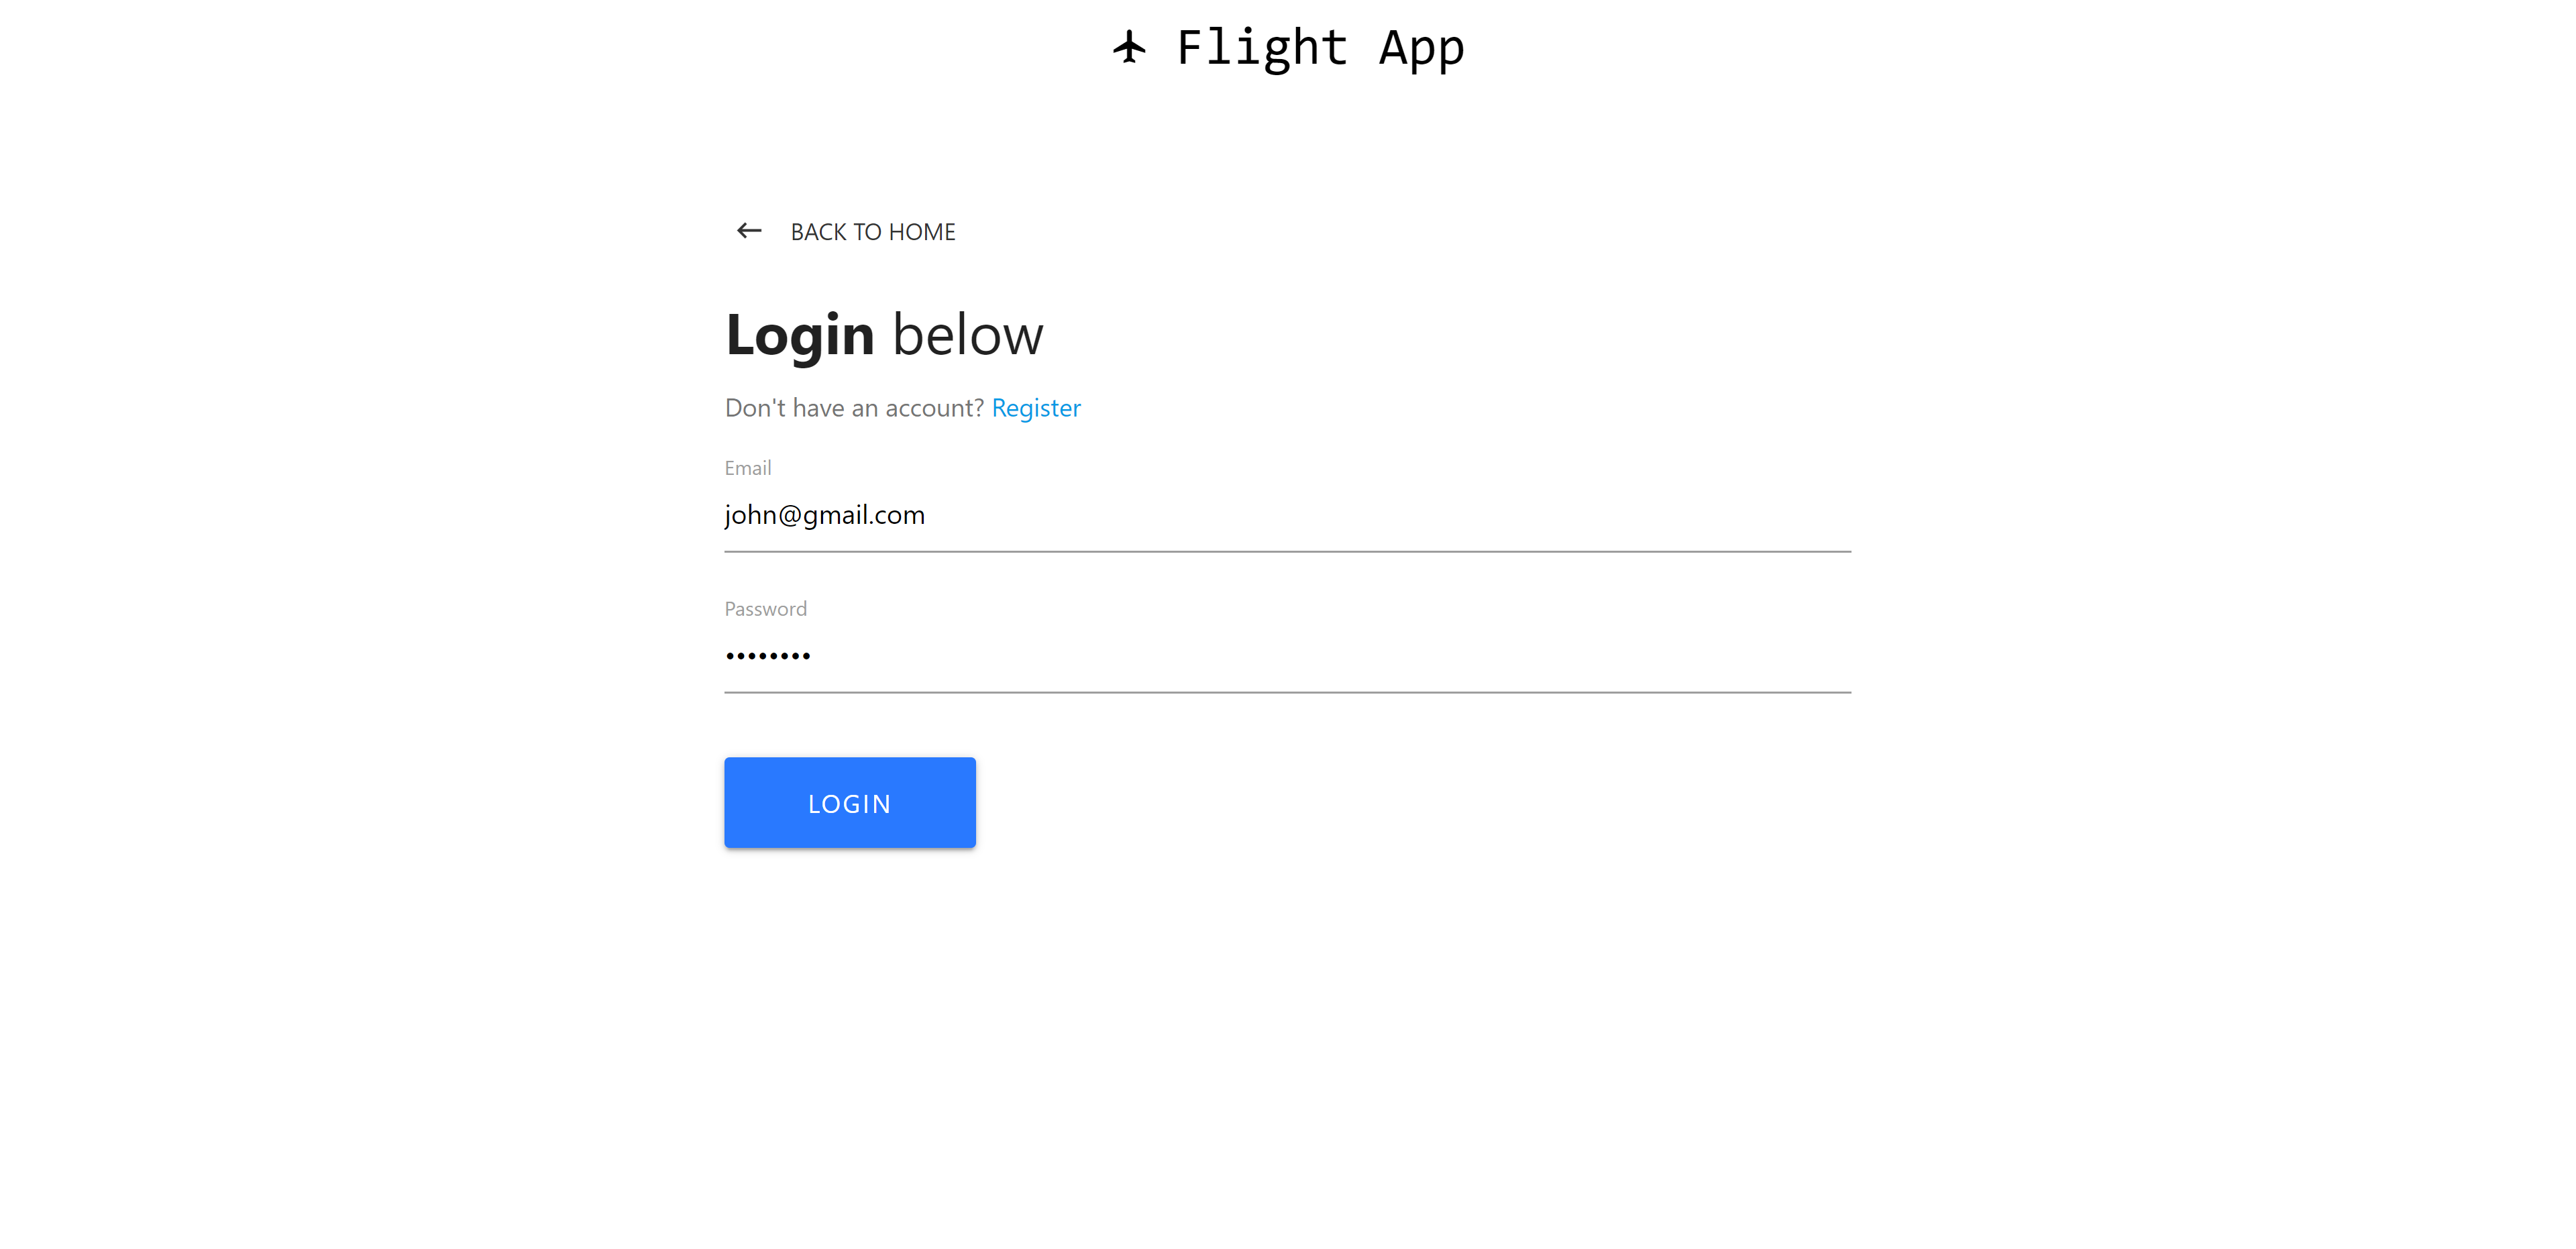 Flight App
BACK TO HOME
Login below
Don't have an account? Register
Email
john@gmail.com
Password
••••••••
LOGIN